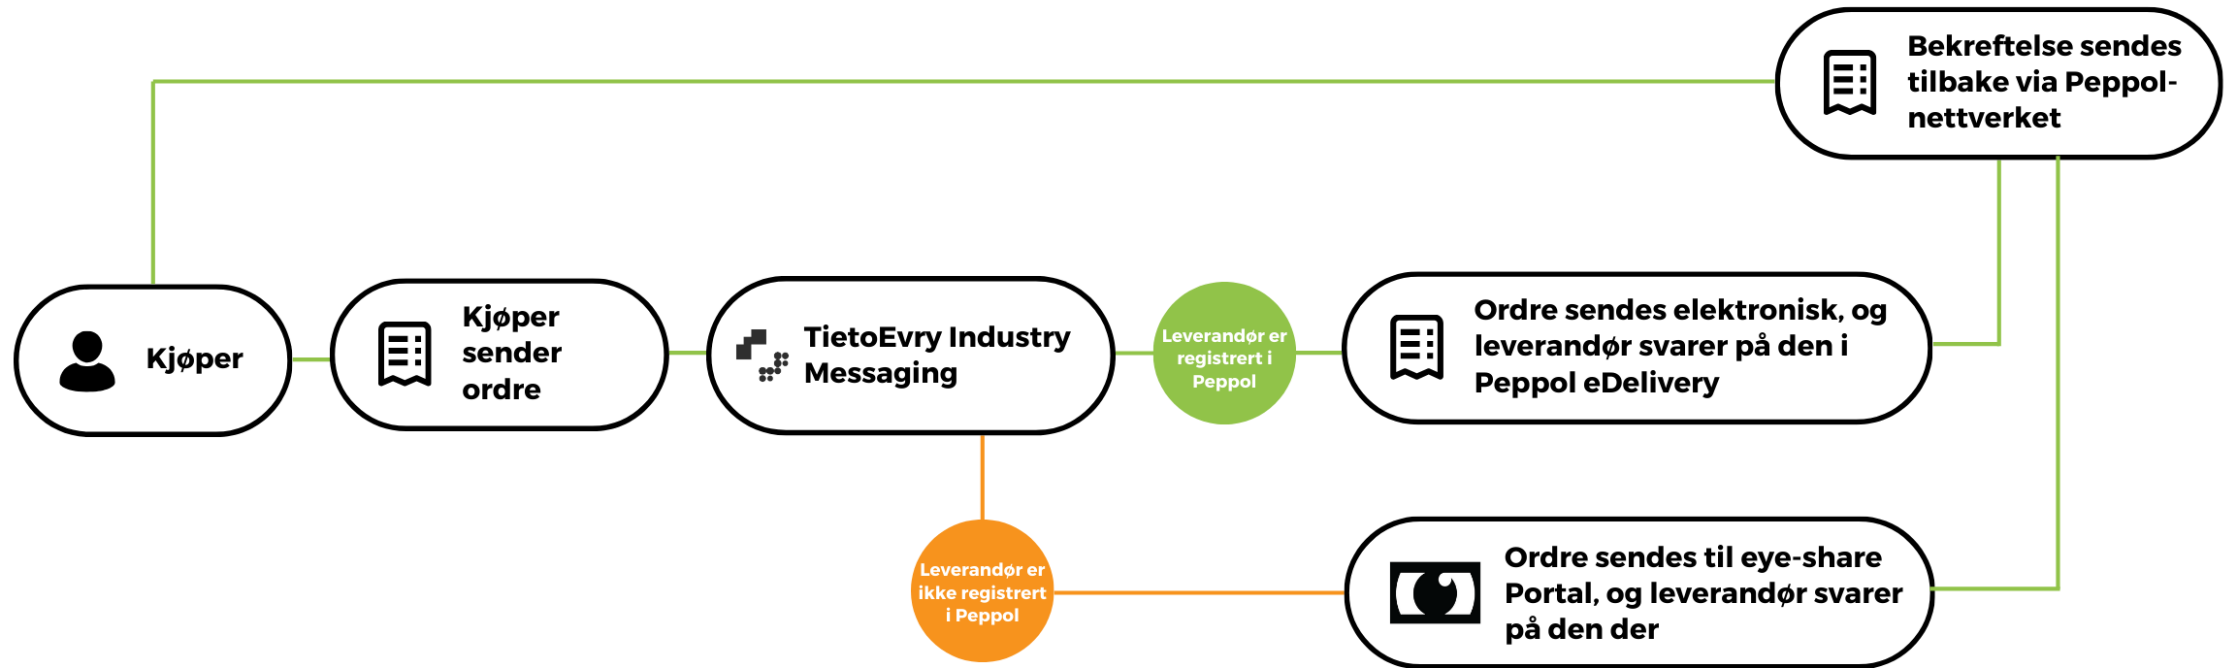 Bekreftelse sendes
tilbake via Peppol-
nettverket
Kjøper
Kjøper
sender
ordre
TietoEvry Industry
Messaging
Leverandør er
registrert i
Peppol
Ordre sendes elektronisk, og
leverandør svarer på den i
Peppol eDelivery
Leverandør er
ikke registrert
i Peppol
Ordre sendes til eye-share
Portal, og leverandør svarer
på den der